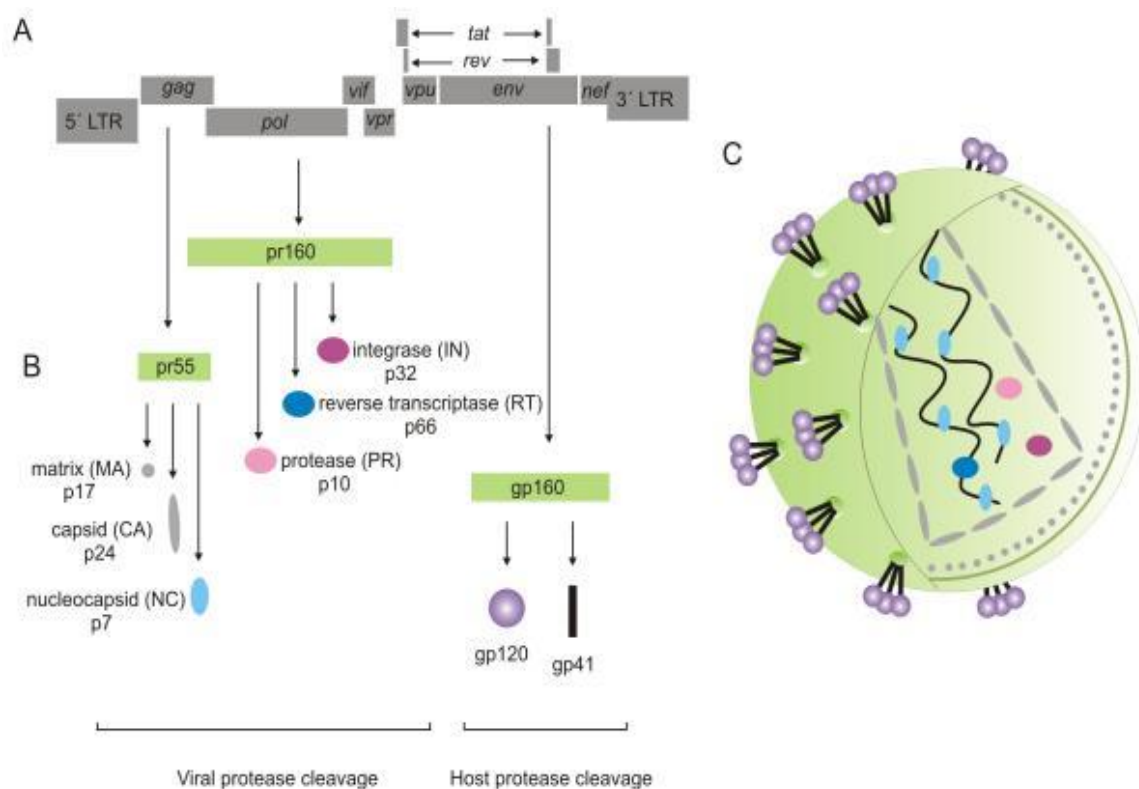 A
tat
rev
gag
vif
vpu
env
nef
3´ LTR
5´ LTR
pol
vpr
C
pr160
B
pr55
integrase (IN)
p32
reverse transcriptase (RT)
p66
matrix (MA)
p17
protease (PR)
p10
capsid (CA)
p24
gp160
nucleocapsid (NC)
p7
gp120
gp41
Viral protease cleavage
Host protease cleavage